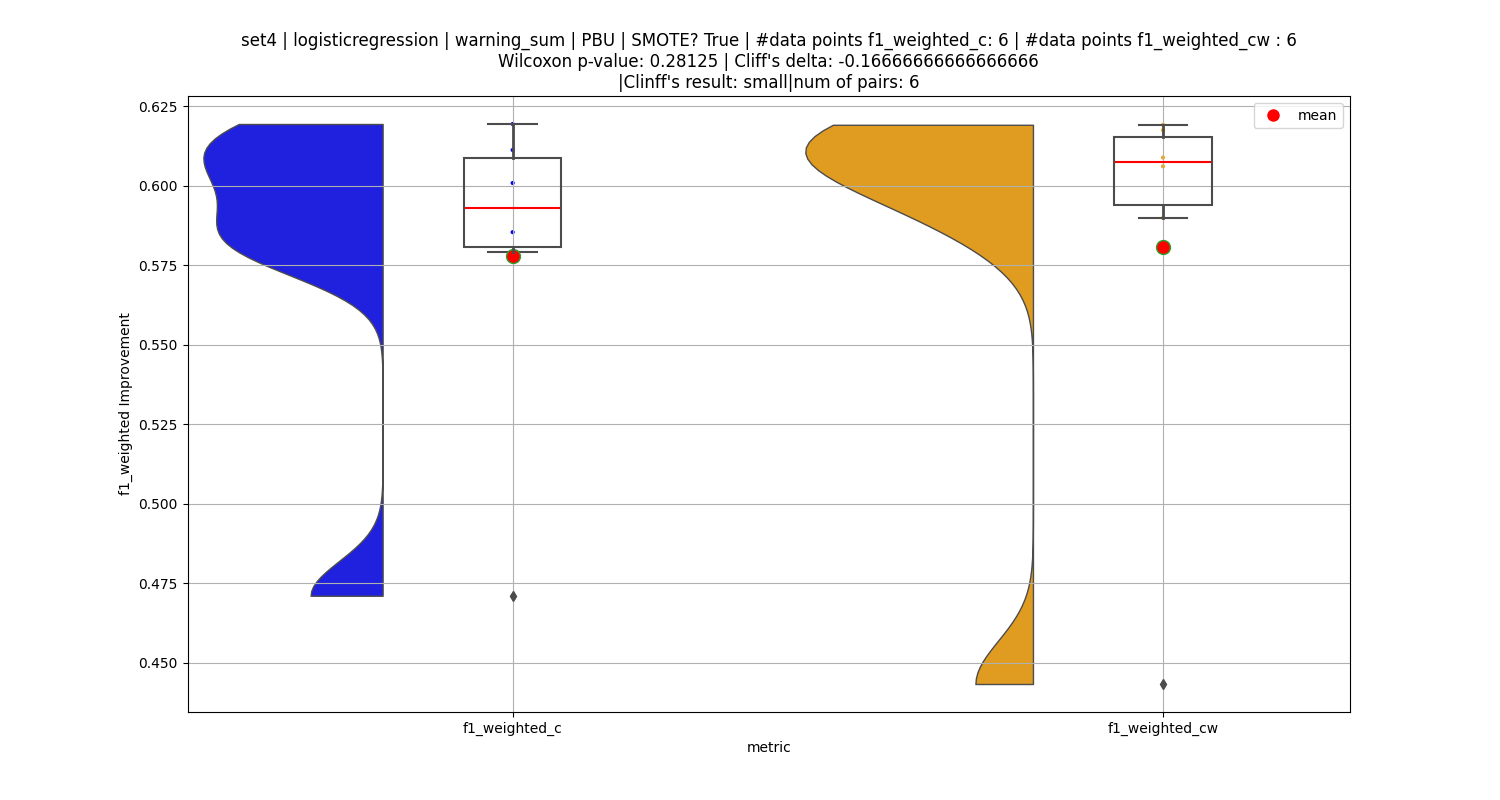 set4 | logisticregression | warning_sum | PBU | SMOTE? True | #data points f1_weighted_c: 6 | #data points f1_weighted_cw : 6
Wilcoxon p-value: 0.28125 | Cliff's delta: -0.16666666666666666
|Clinff's result: small|num of pairs: 6
mean
0.625
0.600
0.575
0.550
0.525
0.500
0.475
0.450
f1_weighted Improvement
f1_weighted_c
f1_weighted_cw
metric